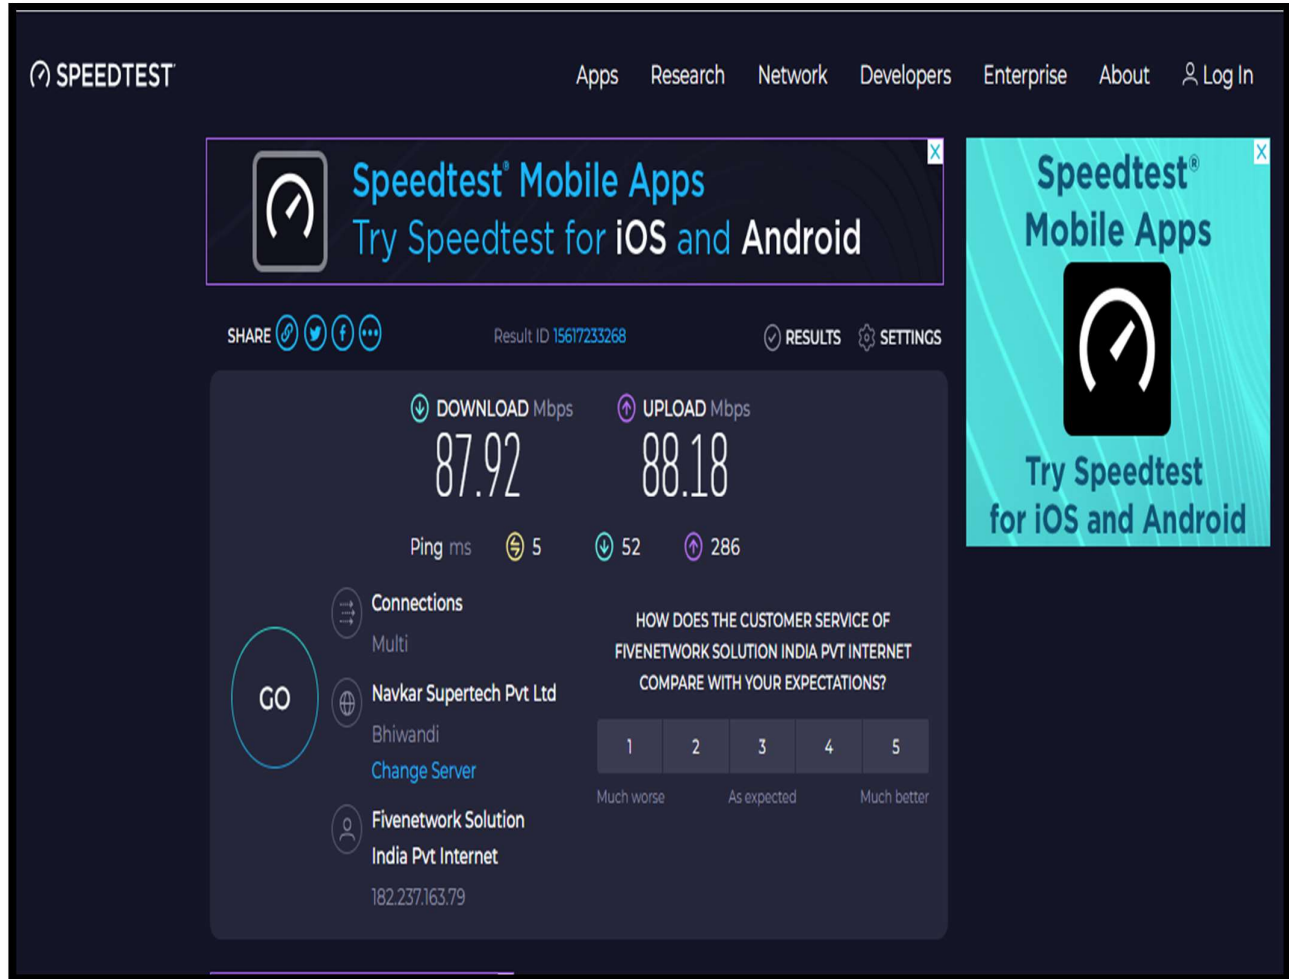 SPEEDTEST
Apps Research Network Developers Enterprise About Log In
Speedtest® Mobile Apps
Try Speedtest for iOS and Android
X
Speedtest®
Mobile Apps
Try Speedtest
for iOS and Android
X
SHARE
Result ID 15617233268
RESULTS SETTINGS
DOWNLOAD Mbps
87.92
UPLOAD Mbps
88.18
Ping ms 5 52 286
GO
Connections
Multi
Navkar Supertech Pvt Ltd
Bhiwandi
Change Server
Fivenetwork Solution
India Pvt Internet
182.237.163.79
HOW DOES THE CUSTOMER SERVICE OF
FIVENETWORK SOLUTION INDIA PVT INTERNET
COMPARE WITH YOUR EXPECTATIONS?
1 2 3 4 5
Much worse As expected Much better